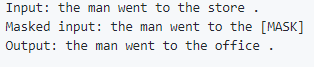 Input: the man went to the store .
Masked input: the man went to the [MASK]
Output: the man went to the office .